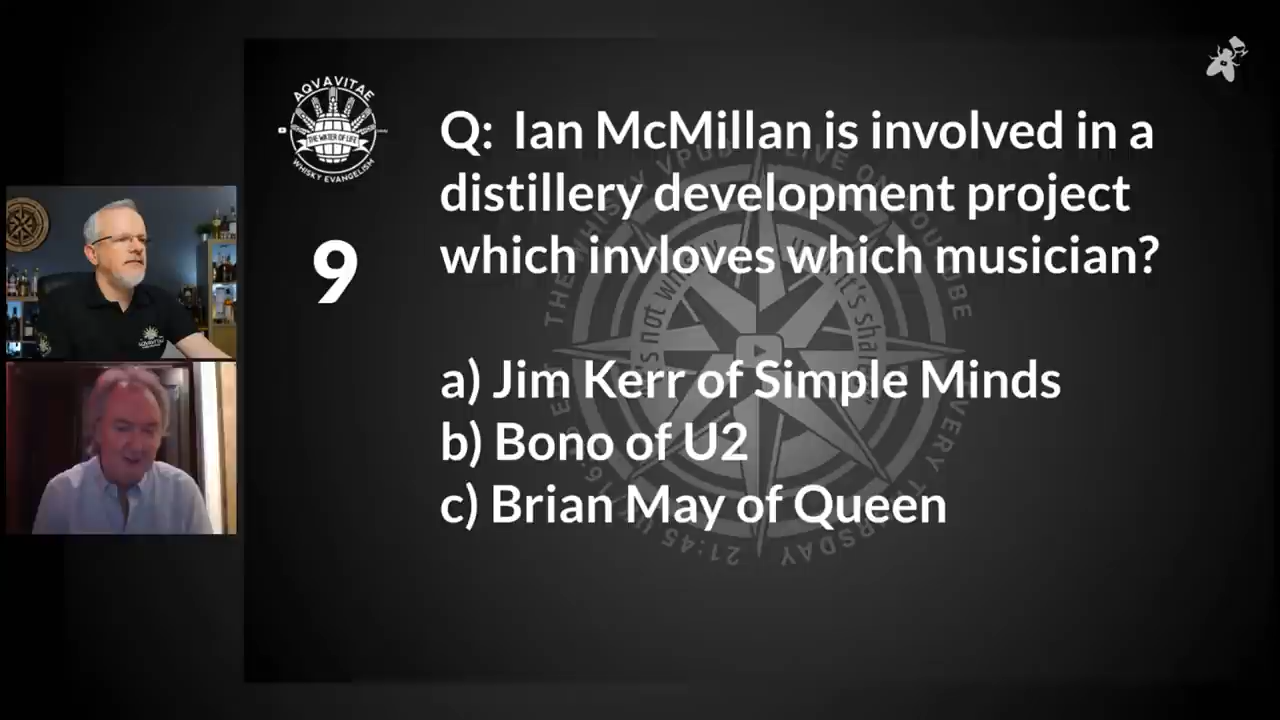 AQVAVITAE
THE WATER OF LIFE
WHISKY EVANGELISM
9
Q: Ian McMillan is involved in a
distillery development project
which invloves which musician?
a) Jim Kerr of Simple Minds
b) Bono of U2
c) Brian May of Queen